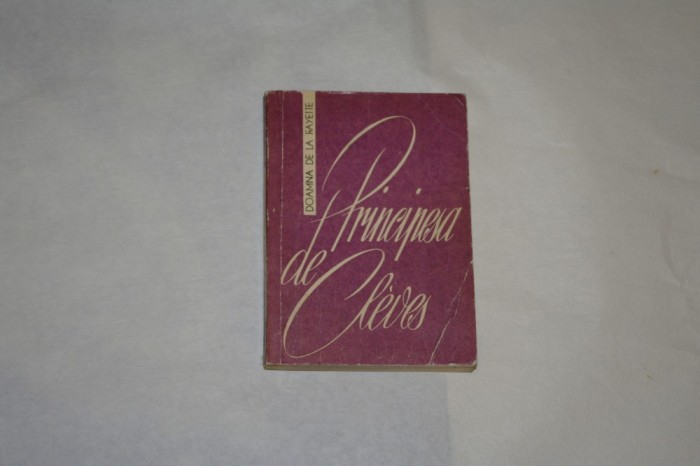 DOAMNA DE LA FAYETTE
Principesa
de
Clèves